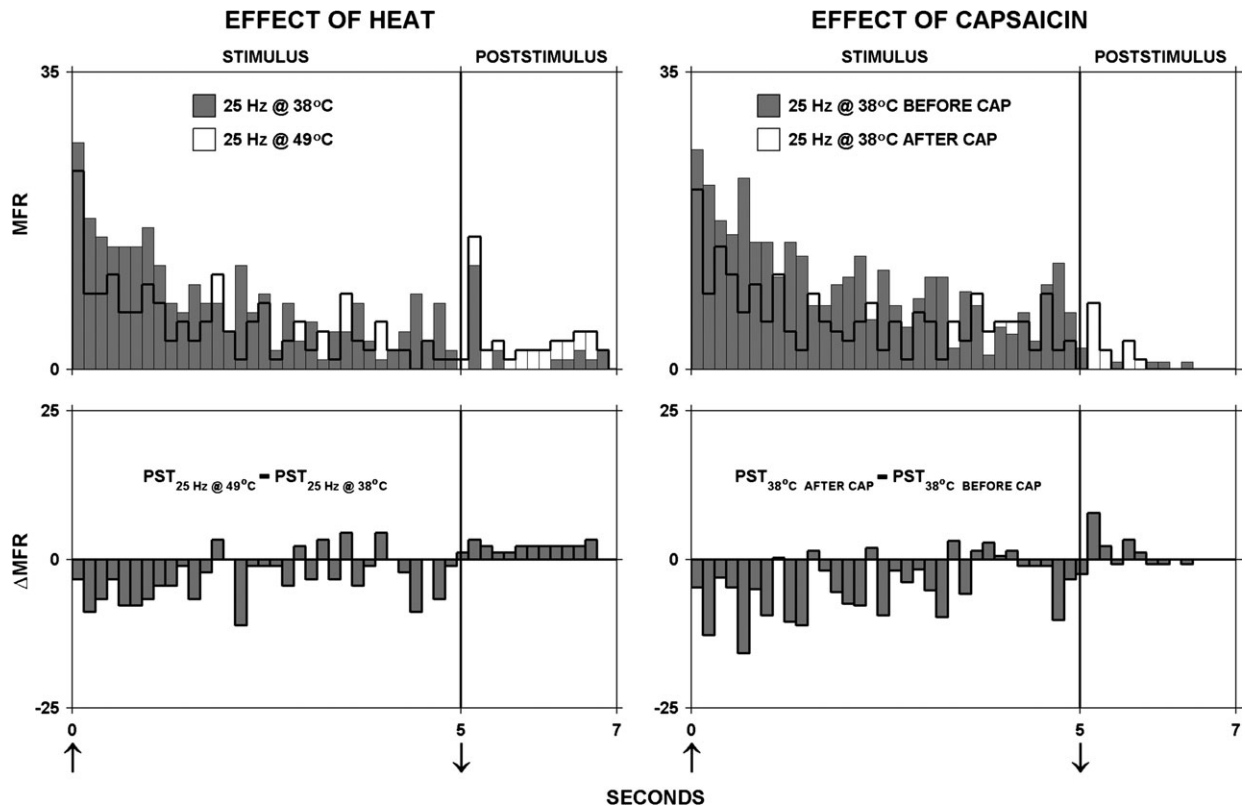 EFFECT OF HEAT
EFFECT OF CAPSAICIN
STIMULUS
POSTSTIMULUS
STIMULUS
POSTSTIMULUS
35
35
25 Hz @ 38°C
25 Hz @ 49°C
25 Hz @ 38°C BEFORE CAP
25 Hz @ 38°C AFTER CAP
MFR
0
0
25
25
PST25 Hz @ 49°C - PST25 Hz @ 38°C
PST38°C AFTER CAP - PST38°C BEFORE CAP
ΔMFR
0
0
-25
-25
0
5
7
0
5
7
SECONDS